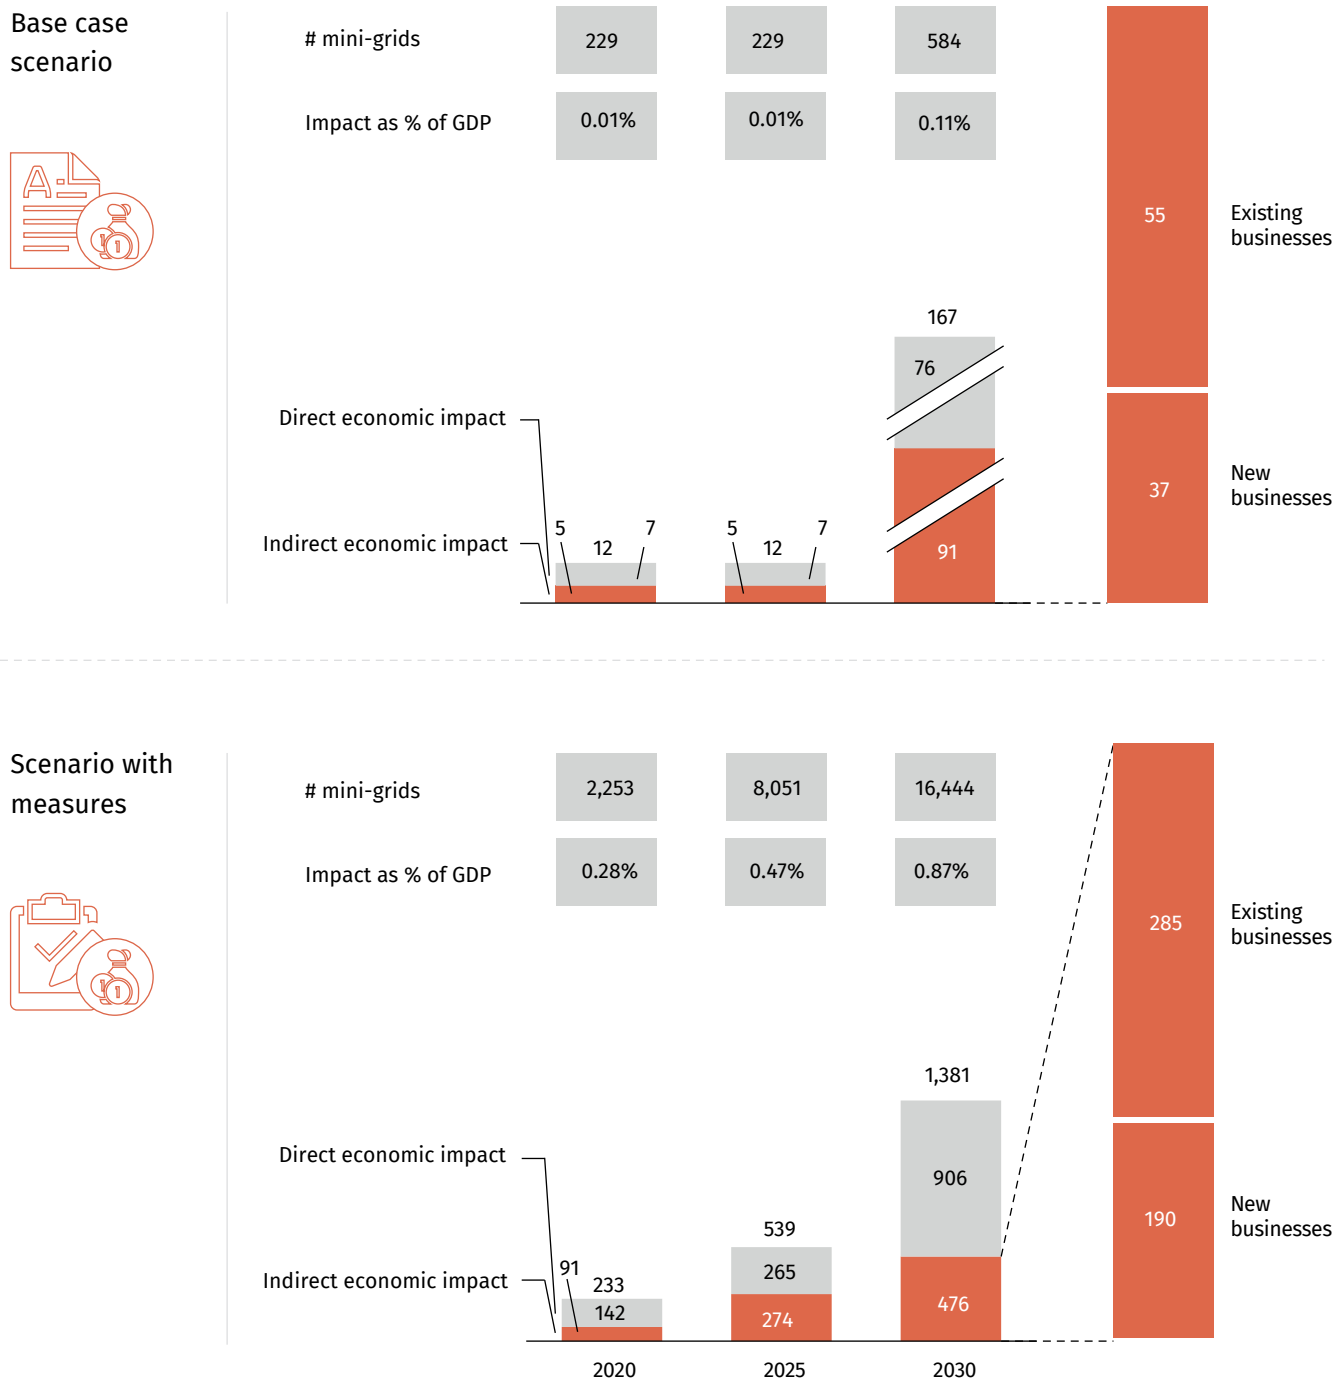 Base case
scenario
# mini-grids
229
229
584
Impact as % of GDP
0.01%
0.01%
0.11%
A
1
1
55
Existing
businesses
167
76
Direct economic impact
37
New
businesses
5
12
7
5
12
7
Indirect economic impact
91
Scenario with
measures
# mini-grids
2,253
8,051
16,444
Impact as % of GDP
0.28%
0.47%
0.87%
1
1
285
Existing
businesses
1,381
906
Direct economic impact
190
New
businesses
539
265
91
233
142
Indirect economic impact
274
476
2020
2025
2030